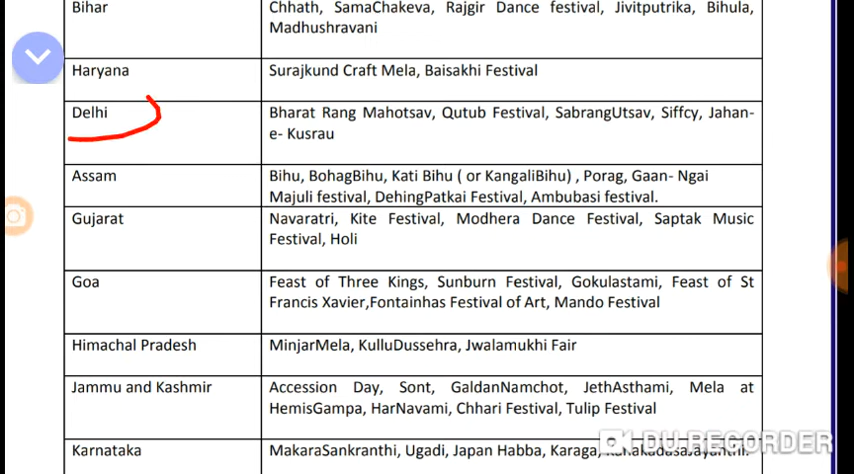 Bihar
Chhath, SamaChakeva, Rajgir Dance festival, Jivitputrika, Bihula,
Madhushravani
Haryana
Surajkund Craft Mela, Baisakhi Festival
Delhi
Bharat Rang Mahotsav, Qutub Festival, SabrangUtsav, Siffcy, Jahan-
e- Kusrau
Assam
Bihu, BohagBihu, Kati Bihu ( or KangaliBihu) , Porag, Gaan- Ngai
Majuli festival, DehingPatkai Festival, Ambubasi festival.
Gujarat
Navaratri, Kite Festival, Modhera Dance Festival, Saptak Music
Festival, Holi
Goa
Feast of Three Kings, Sunburn Festival, Gokulastami, Feast of St
Francis Xavier,Fontainhas Festival of Art, Mando Festival
Himachal Pradesh
MinjarMela, KulluDussehra, Jwalamukhi Fair
Jammu and Kashmir
Accession Day, Sont, GaldanNamchot, JethAsthami, Mela at
HemisGampa, HarNavami, Chhari Festival, Tulip Festival
Karnataka
MakaraSankranthi, Ugadi, Japan Habba, Karaga,
DU RECORDER